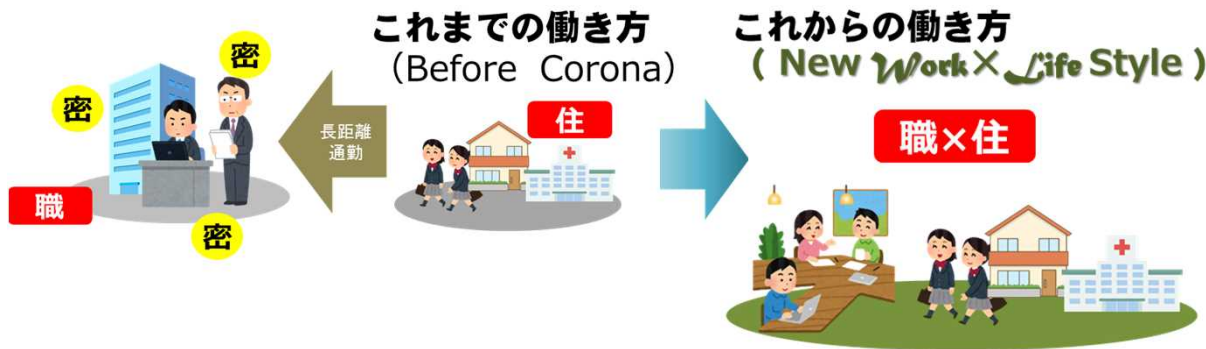 これまでの働き方
（Before Corona）
密
密
密
職
長距離
通勤
住
これからの働き方
( New Work×Life Style )
職×住